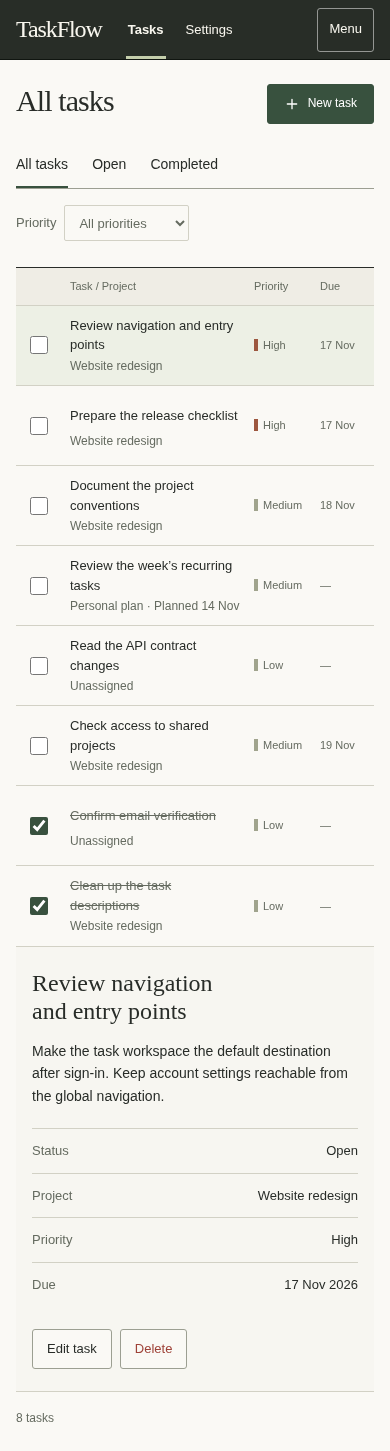 TaskFlow Tasks Settings Menu
All tasks
New task
All tasks Open Completed
Priority All priorities
Task / Project Priority Due
Review navigation and entry
points
Website redesign
High 17 Nov
Prepare the release checklist
Website redesign
High 17 Nov
Document the project
conventions
Website redesign
Medium 18 Nov
Review the week’s recurring
tasks
Personal plan · Planned 14 Nov
Medium —
Read the API contract
changes
Unassigned
Low —
Check access to shared
projects
Website redesign
Medium 19 Nov
Confirm email verification
Unassigned
Low —
Clean up the task
descriptions
Website redesign
Low —
Review navigation
and entry points
Make the task workspace the default destination
after sign-in. Keep account settings reachable from
the global navigation.
Status Open
Project Website redesign
Priority High
Due 17 Nov 2026
Edit task Delete
8 tasks